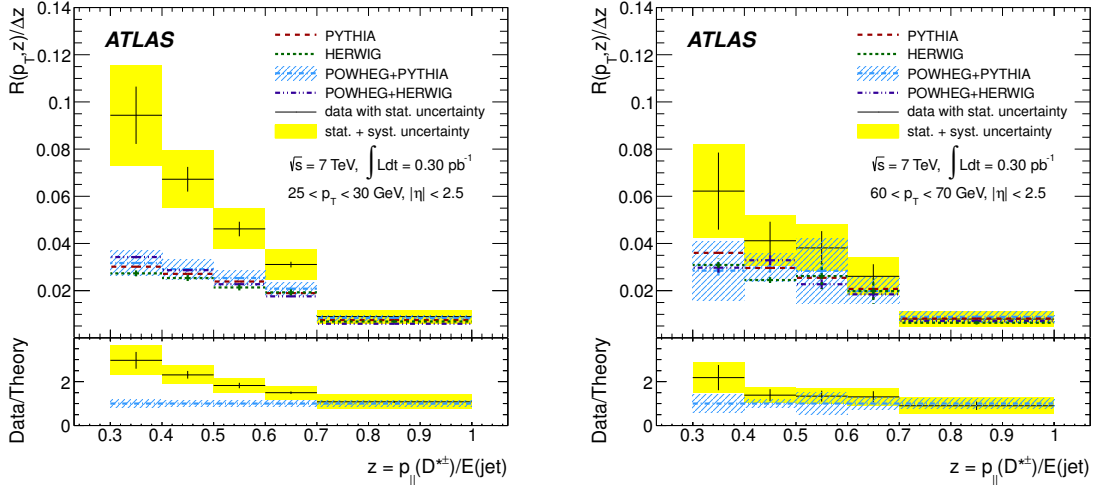 ATLAS
PYTHIA
HERWIG
POWHEG+PYTHIA
POWHEG+HERWIG
data with stat. uncertainty
stat. + syst. uncertainty
√s = 7 TeV, ∫ Ldt = 0.30 pb⁻¹
25 < p_T < 30 GeV, |η| < 2.5
R(p_T,z)/Δz
0.14
0.12
0.1
0.08
0.06
0.04
0.02
Data/Theory
2
0
0.3 0.4 0.5 0.6 0.7 0.8 0.9 1
z = p_||(D*±)/E(jet)
ATLAS
PYTHIA
HERWIG
POWHEG+PYTHIA
POWHEG+HERWIG
data with stat. uncertainty
stat. + syst. uncertainty
√s = 7 TeV, ∫ Ldt = 0.30 pb⁻¹
60 < p_T < 70 GeV, |η| < 2.5
R(p_T,z)/Δz
0.14
0.12
0.1
0.08
0.06
0.04
0.02
Data/Theory
2
0
0.3 0.4 0.5 0.6 0.7 0.8 0.9 1
z = p_||(D*±)/E(jet)